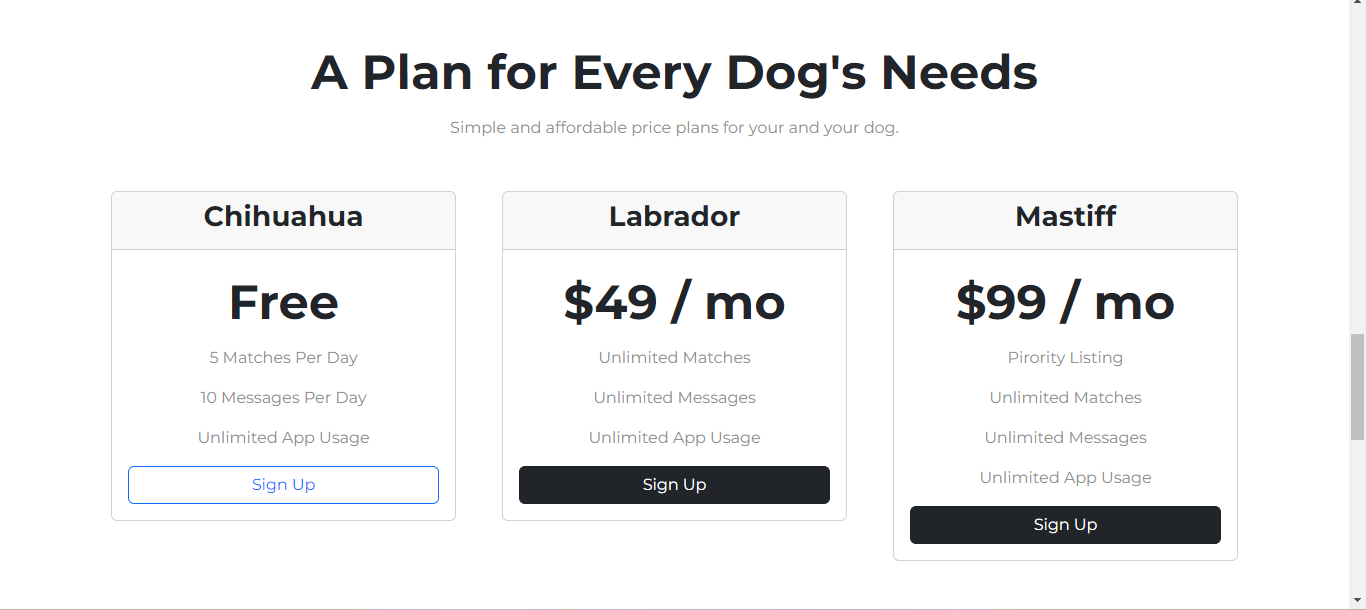 A Plan for Every Dog's Needs
Simple and affordable price plans for your and your dog.
Chihuahua
Free
5 Matches Per Day
10 Messages Per Day
Unlimited App Usage
Sign Up
Labrador
$49 / mo
Unlimited Matches
Unlimited Messages
Unlimited App Usage
Sign Up
Mastiff
$99 / mo
Pirority Listing
Unlimited Matches
Unlimited Messages
Unlimited App Usage
Sign Up